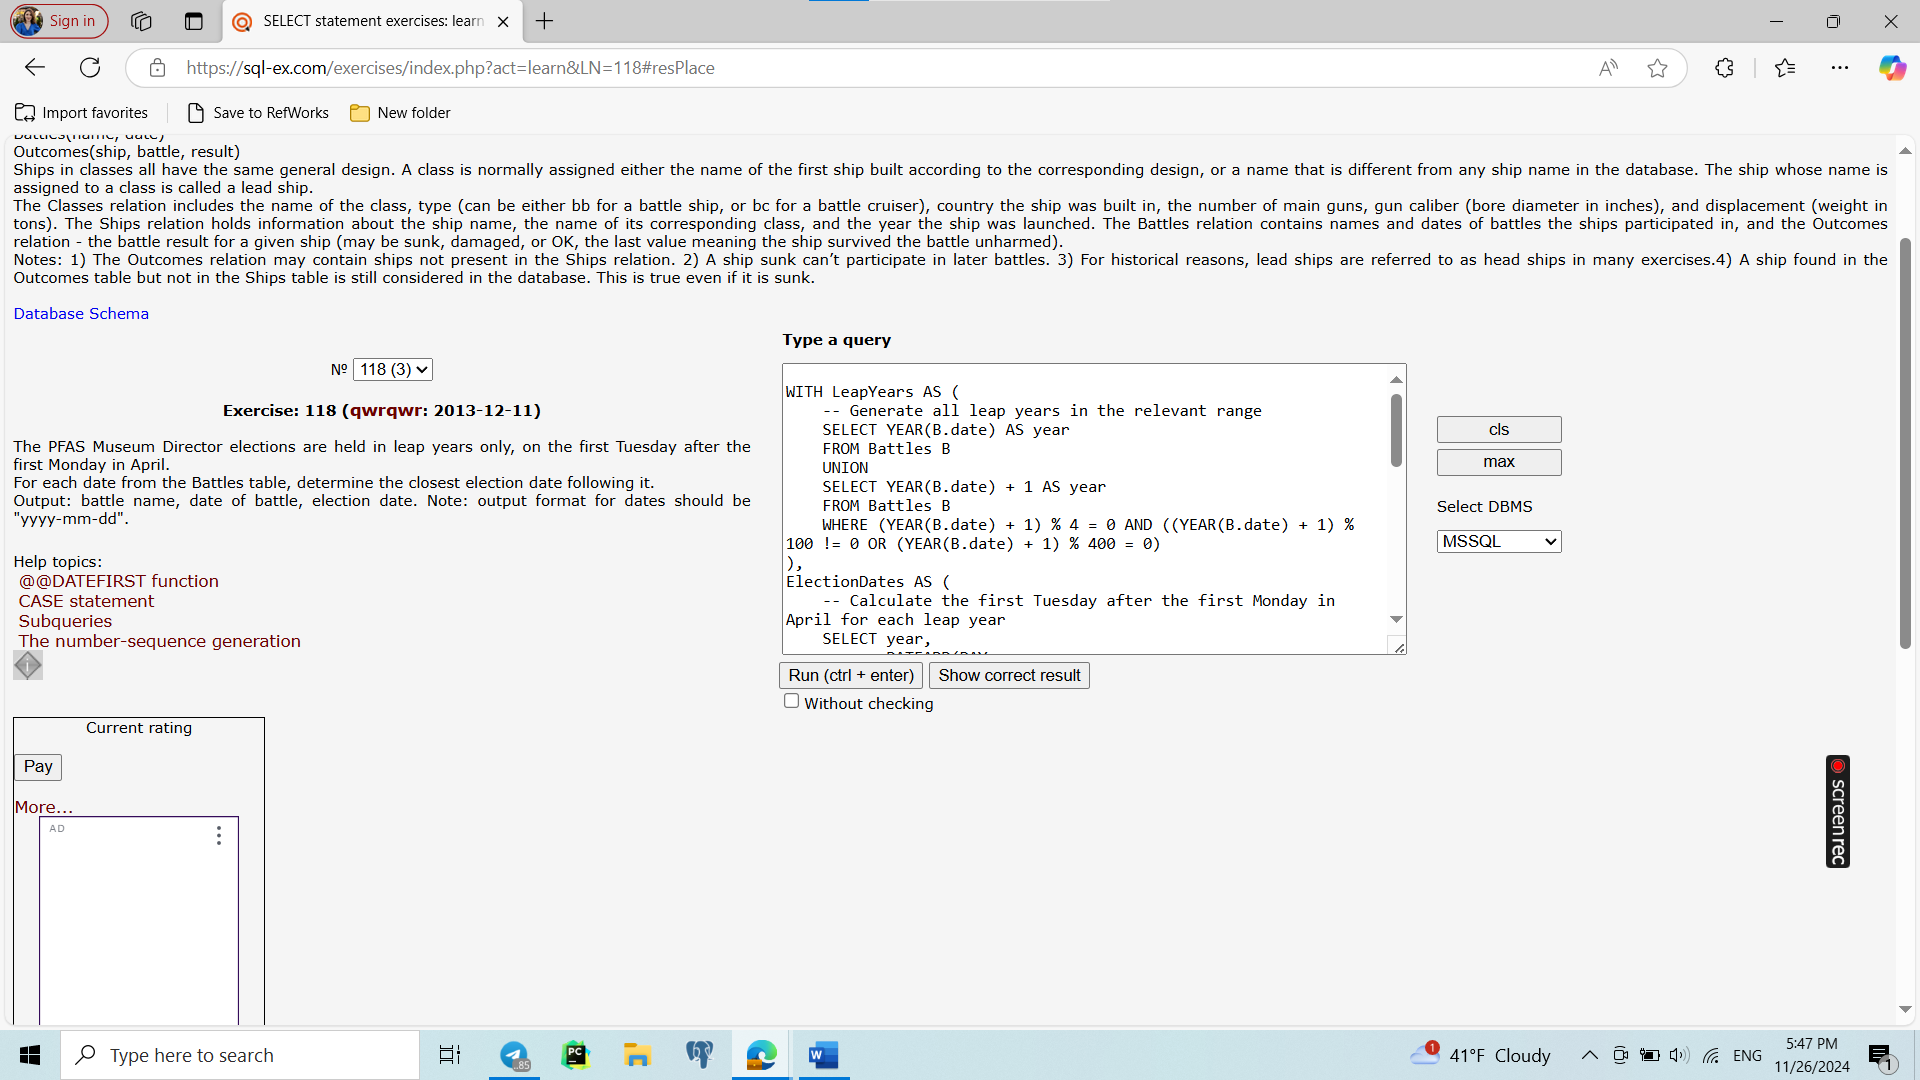 Sign in
SELECT statement exercises: learn
https://sql-ex.com/exercises/index.php?act=learn&LN=118#resPlace
Import favorites
Save to RefWorks
New folder
Battles(name, date)
Outcomes(ship, battle, result)
Ships in classes all have the same general design. A class is normally assigned either the name of the first ship built according to the corresponding design, or a name that is different from any ship name in the database. The ship whose name is
assigned to a class is called a lead ship.
The Classes relation includes the name of the class, type (can be either bb for a battle ship, or bc for a battle cruiser), country the ship was built in, the number of main guns, gun caliber (bore diameter in inches), and displacement (weight in
tons). The Ships relation holds information about the ship name, the name of its corresponding class, and the year the ship was launched. The Battles relation contains names and dates of battles the ships participated in, and the Outcomes
relation - the battle result for a given ship (may be sunk, damaged, or OK, the last value meaning the ship survived the battle unharmed).
Notes: 1) The Outcomes relation may contain ships not present in the Ships relation. 2) A ship sunk can’t participate in later battles. 3) For historical reasons, lead ships are referred to as head ships in many exercises.4) A ship found in the
Outcomes table but not in the Ships table is still considered in the database. This is true even if it is sunk.
Database Schema
№ 118 (3)
Exercise: 118 (qwrqwr: 2013-12-11)
The PFAS Museum Director elections are held in leap years only, on the first Tuesday after the
first Monday in April.
For each date from the Battles table, determine the closest election date following it.
Output: battle name, date of battle, election date. Note: output format for dates should be
"yyyy-mm-dd".
Help topics:
@@DATEFIRST function
CASE statement
Subqueries
The number-sequence generation
Current rating
Pay
More...
AD
Type a query
WITH LeapYears AS (
-- Generate all leap years in the relevant range
SELECT YEAR(B.date) AS year
FROM Battles B
UNION
SELECT YEAR(B.date) + 1 AS year
FROM Battles B
WHERE (YEAR(B.date) + 1) % 4 = 0 AND ((YEAR(B.date) + 1) %
100 != 0 OR (YEAR(B.date) + 1) % 400 = 0)
),
ElectionDates AS (
-- Calculate the first Tuesday after the first Monday in
April for each leap year
SELECT year,
DATEADD(DAY,
Run (ctrl + enter)
Show correct result
Without checking
cls
max
Select DBMS
MSSQL
screenrec
Type here to search
85
PC
W
1
41°F Cloudy
ENG
5:47 PM
11/26/2024
1